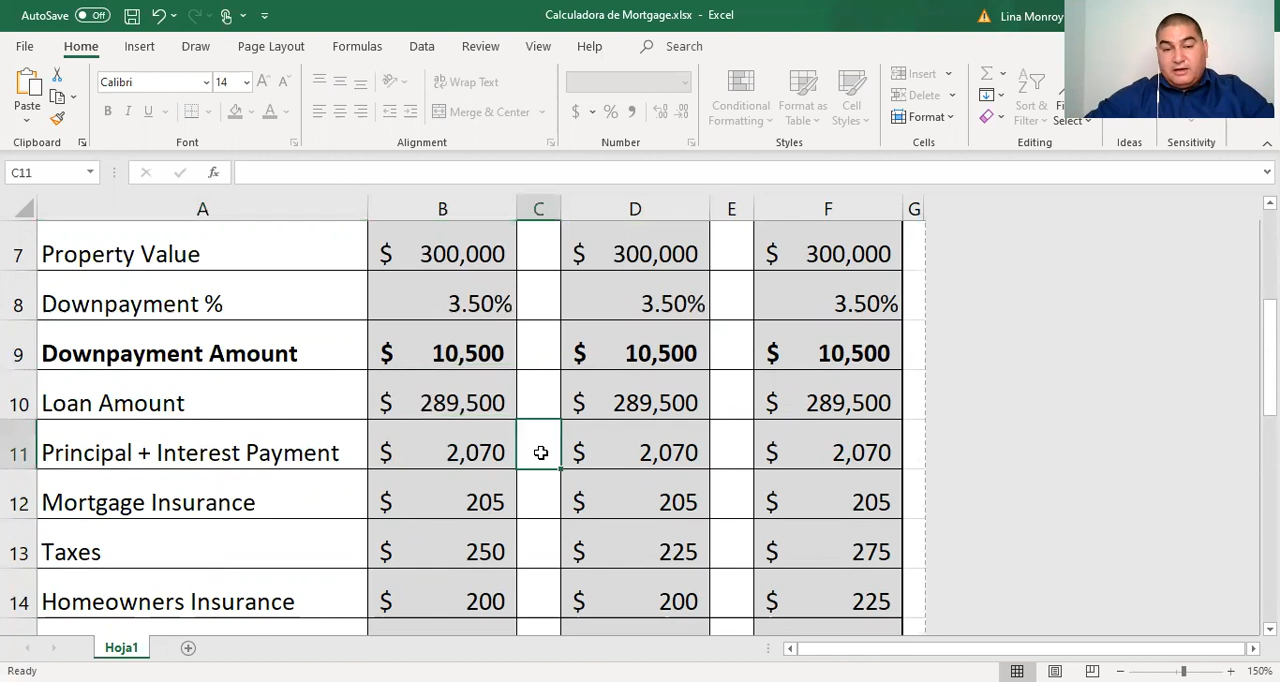 AutoSave Off Calculadora de Mortgage.xlsx - Excel Lina Monroy
File Home Insert Draw Page Layout Formulas Data Review View Help Search
Paste
Calibri 14 A A
B I U A
Wrap Text
Merge & Center
$ % ,
Conditional Formatting
Format as Table
Cell Styles
Insert
Delete
Format
Sort & Filter
Select
Ideas
Sensitivity
Clipboard Font Alignment Number Styles Cells Editing Ideas Sensitivity
C11 fx
A B C D E F G
7 Property Value $ 300,000 $ 300,000 $ 300,000
8 Downpayment % 3.50% 3.50% 3.50%
9 Downpayment Amount $ 10,500 $ 10,500 $ 10,500
10 Loan Amount $ 289,500 $ 289,500 $ 289,500
11 Principal + Interest Payment $ 2,070 $ 2,070 $ 2,070
12 Mortgage Insurance $ 205 $ 205 $ 205
13 Taxes $ 250 $ 225 $ 275
14 Homeowners Insurance $ 200 $ 200 $ 225
Hoja1
Ready 150%